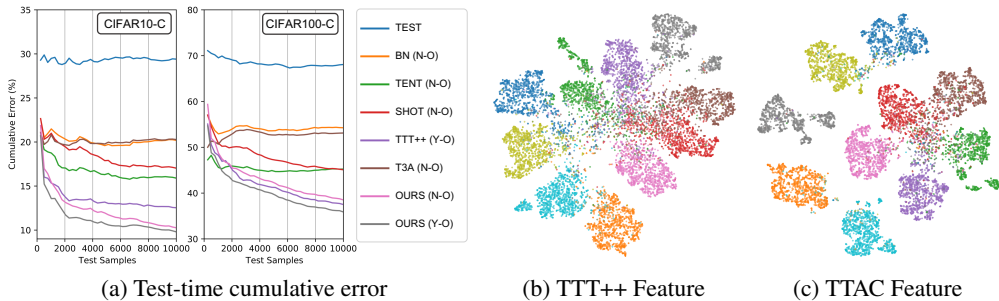 CIFAR10-C
CIFAR100-C
35
30
25
20
15
10
Cumulative Error (%)
0 2000 4000 6000 8000 10000
Test Samples
80
70
60
50
40
30
0 2000 4000 6000 8000 10000
Test Samples
TEST
BN (N-O)
TENT (N-O)
SHOT (N-O)
TTT++ (Y-O)
T3A (N-O)
OURS (N-O)
OURS (Y-O)
(a) Test-time cumulative error
(b) TTT++ Feature
(c) TTAC Feature